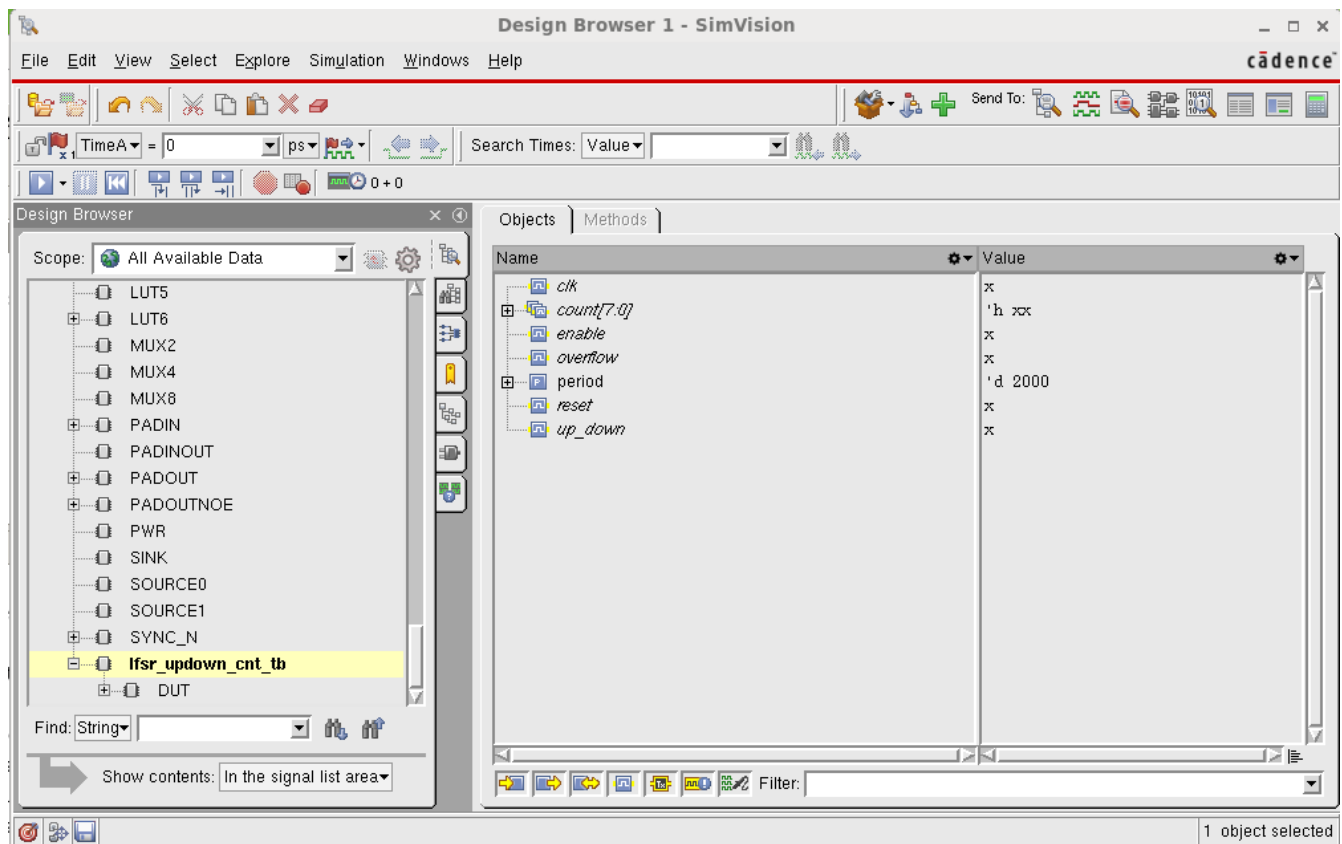 Design Browser 1 - SimVision
File Edit View Select Explore Simulation Windows Help
cādence
Send To:
TimeA = 0 ps
Search Times: Value
0 + 0
Design Browser
Scope: All Available Data
LUT5
LUT6
MUX2
MUX4
MUX8
PADIN
PADINOUT
PADOUT
PADOUTNOE
PWR
SINK
SOURCE0
SOURCE1
SYNC_N
lfsr_updown_cnt_tb
DUT
Find: String
Show contents: In the signal list area
Objects Methods
Name Value
clk x
count[7:0] 'h xx
enable x
overflow x
period 'd 2000
reset x
up_down x
Filter:
1 object selected